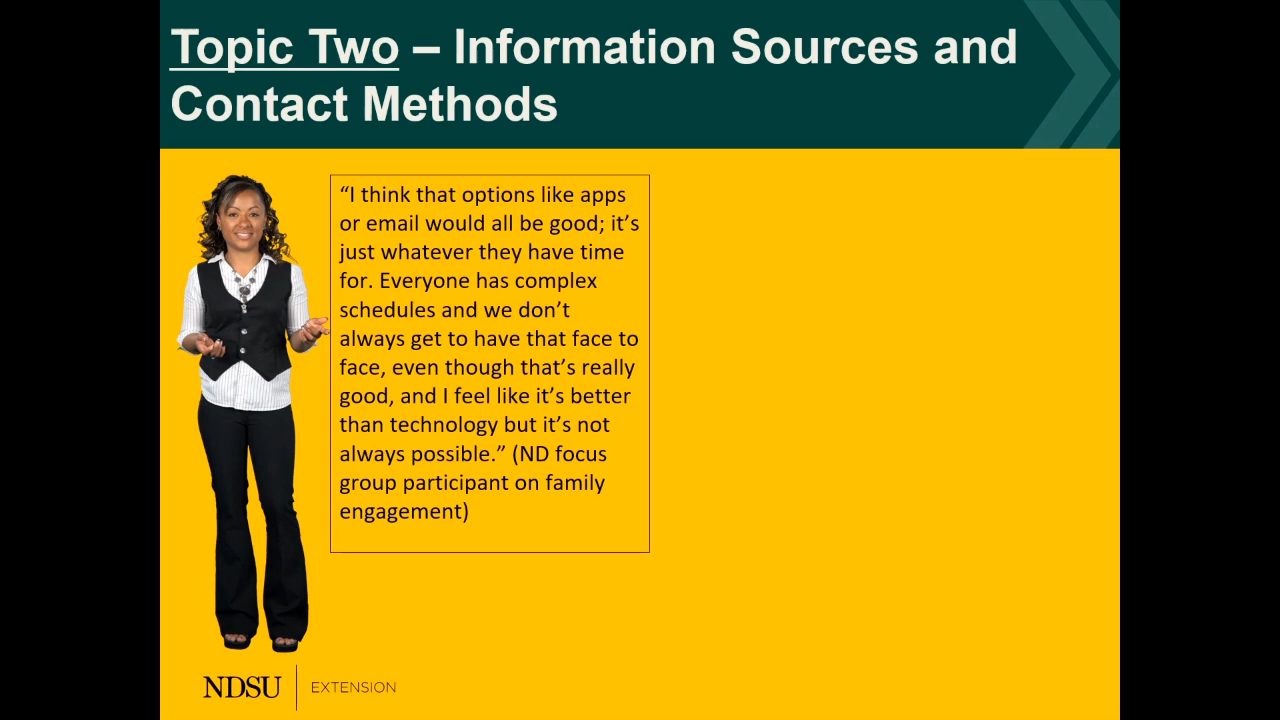 Topic Two – Information Sources and
Contact Methods
“I think that options like apps
or email would all be good; it’s
just whatever they have time
for. Everyone has complex
schedules and we don’t
always get to have that face to
face, even though that’s really
good, and I feel like it’s better
than technology but it’s not
always possible.” (ND focus
group participant on family
engagement)
NDSU EXTENSION